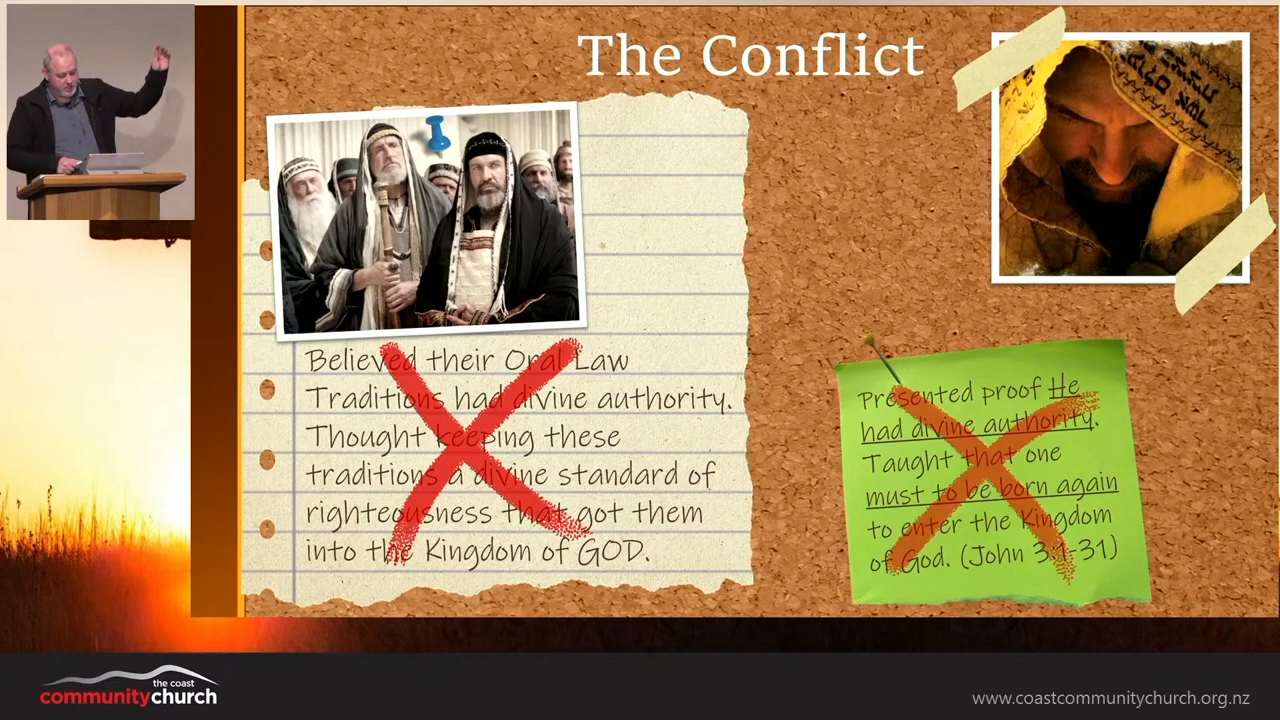 The Conflict
Believed their Oral Law
Traditions had divine authority.
Thought keeping these
traditions a divine standard of
righteousness that got them
into the Kingdom of GOD.
Presented proof He
had divine authority.
Taught that one
must to be born again
to enter the Kingdom
of God. (John 3:1-31)
the coast
communitychurch
www.coastcommunitychurch.org.nz